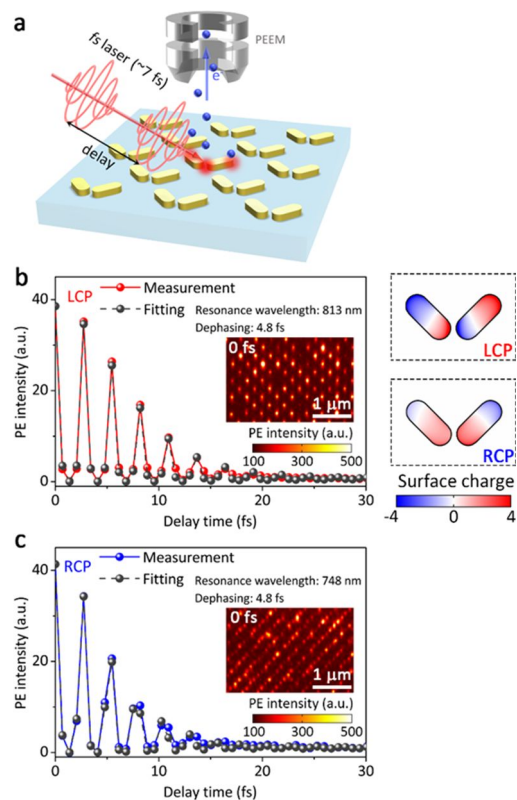 a
PEEM
fs laser (~7 fs)
e
delay
b
LCP
Measurement
Fitting
Resonance wavelength: 813 nm
Dephasing: 4.8 fs
0 fs
1 μm
PE intensity (a.u.)
100 300 500
PE intensity (a.u.)
40
20
0
0 10 20 30
Delay time (fs)
LCP
RCP
Surface charge
-4 0 4
c
RCP
Measurement
Fitting
Resonance wavelength: 748 nm
Dephasing: 4.8 fs
0 fs
1 μm
PE intensity (a.u.)
100 300 500
PE intensity (a.u.)
40
20
0
0 10 20 30
Delay time (fs)